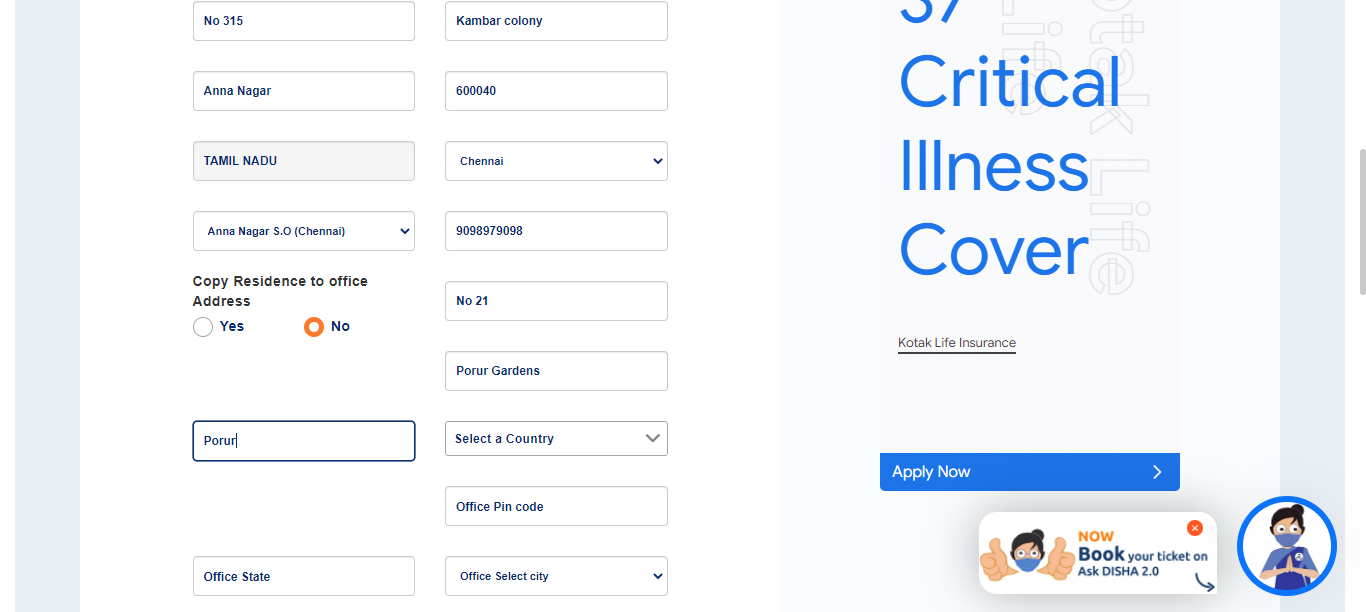 No 315
Kambar colony
Anna Nagar
600040
TAMIL NADU
Chennai
Anna Nagar S.O (Chennai)
9098979098
Copy Residence to office
Address
Yes
No
No 21
Porur Gardens
Porur
Select a Country
Office Pin code
Office State
Office Select city
37
Critical
Illness
Cover
Kotak Life
Kotak Life Insurance
Apply Now
NOW
Book your ticket on
Ask DISHA 2.0